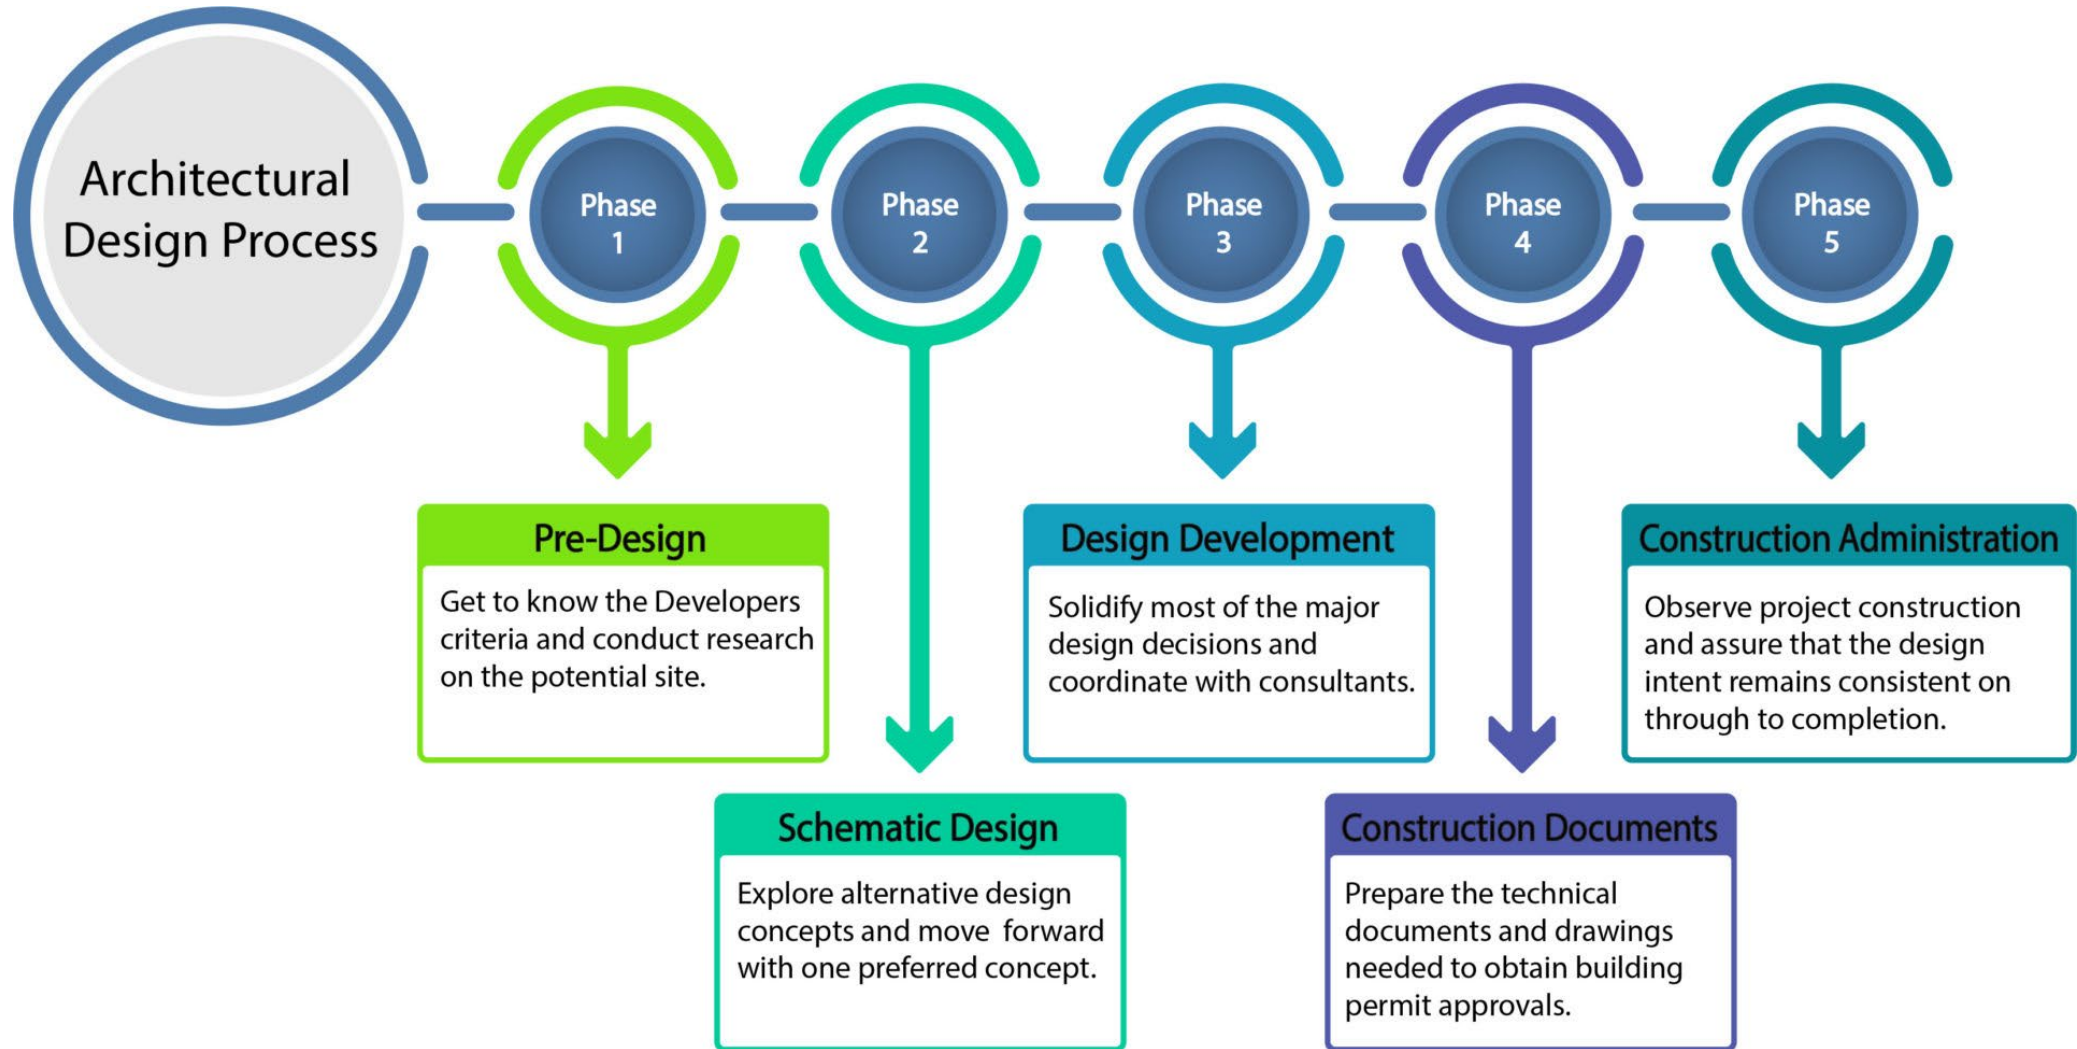 Architectural
Design Process
Phase
1
Phase
2
Phase
3
Phase
4
Phase
5
Pre-Design
Get to know the Developers
criteria and conduct research
on the potential site.
Schematic Design
Explore alternative design
concepts and move forward
with one preferred concept.
Design Development
Solidify most of the major
design decisions and
coordinate with consultants.
Construction Documents
Prepare the technical
documents and drawings
needed to obtain building
permit approvals.
Construction Administration
Observe project construction
and assure that the design
intent remains consistent on
through to completion.